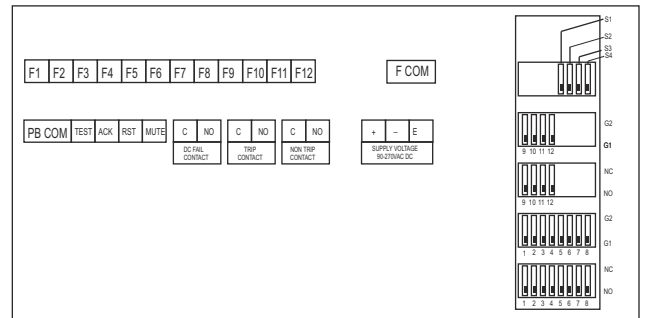 S1
S2
S3
S4
F1 F2 F3 F4 F5 F6 F7 F8 F9 F10 F11 F12
F COM
PB COM TEST ACK RST MUTE
C NO
DC FAIL
CONTACT
C NO
TRIP
CONTACT
C NO
NON TRIP
CONTACT
+ – E
SUPPLY VOLTAGE
90-270VAC DC
G2
G1
9 10 11 12
NC
NO
9 10 11 12
G2
G1
1 2 3 4 5 6 7 8
NC
NO
1 2 3 4 5 6 7 8